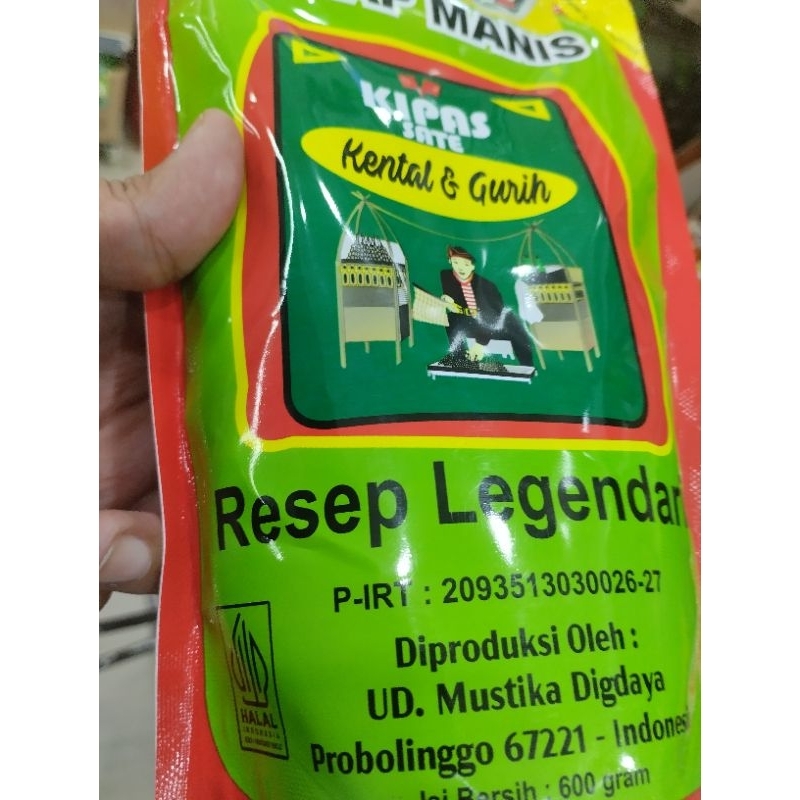 MANIS
KIPAS
SATE
Kental & Gurih
Resep Legendar
P-IRT : 2093513030026-27
Diproduksi Oleh :
UD. Mustika Digdaya
HALAL
INDONESIA
Probolinggo 67221 - Indones
Isi Bersih : 600 gram